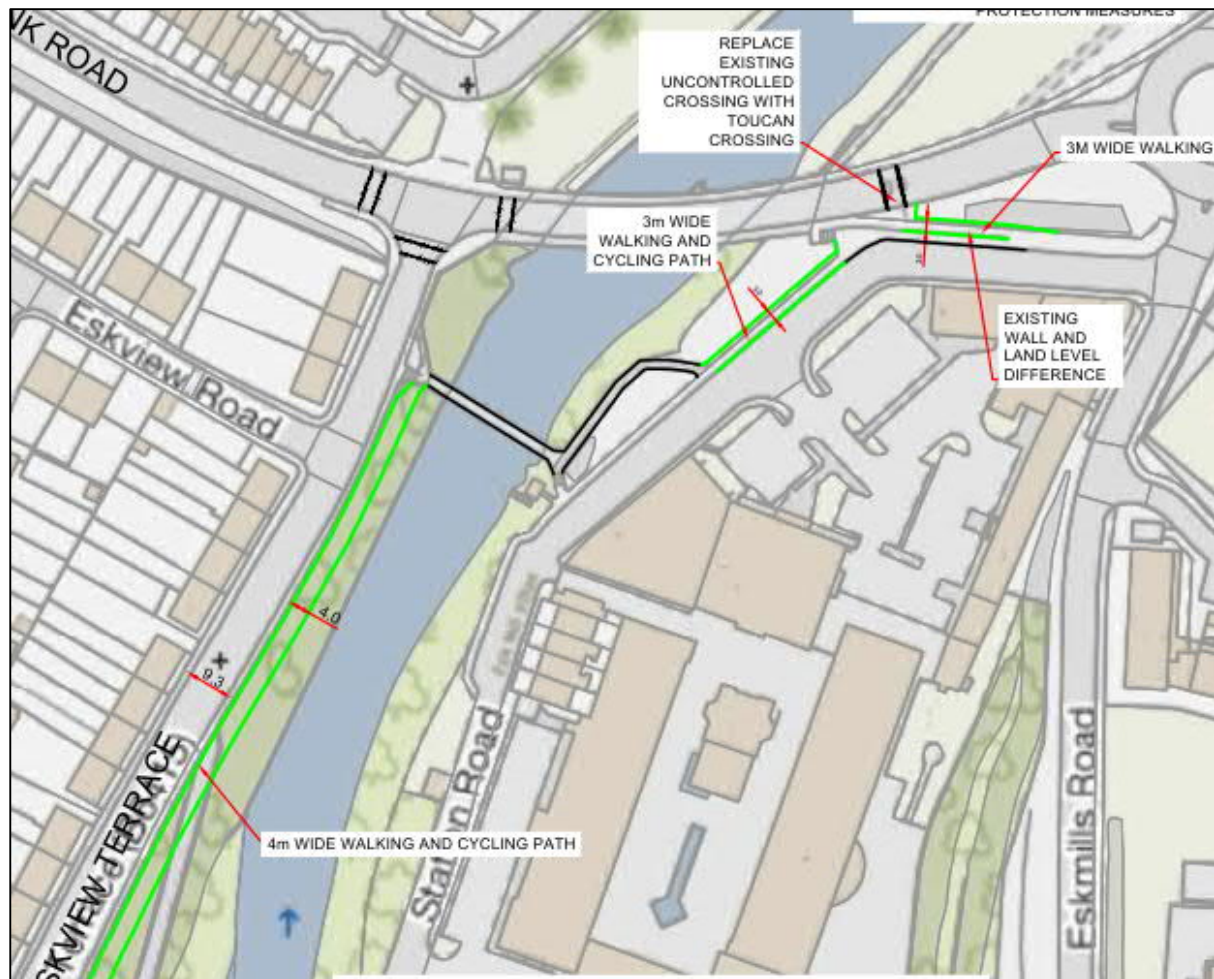 PROTECTION MEASURES
NK ROAD
REPLACE
EXISTING
UNCONTROLLED
CROSSING WITH
TOUCAN
CROSSING
3M WIDE WALKING
3m WIDE
WALKING AND
CYCLING PATH
Eskview Road
EXISTING
WALL AND
LAND LEVEL
DIFFERENCE
4.0
9.3
SKVIEW TERRACE
4m WIDE WALKING AND CYCLING PATH
Station Road
Eskmills Road